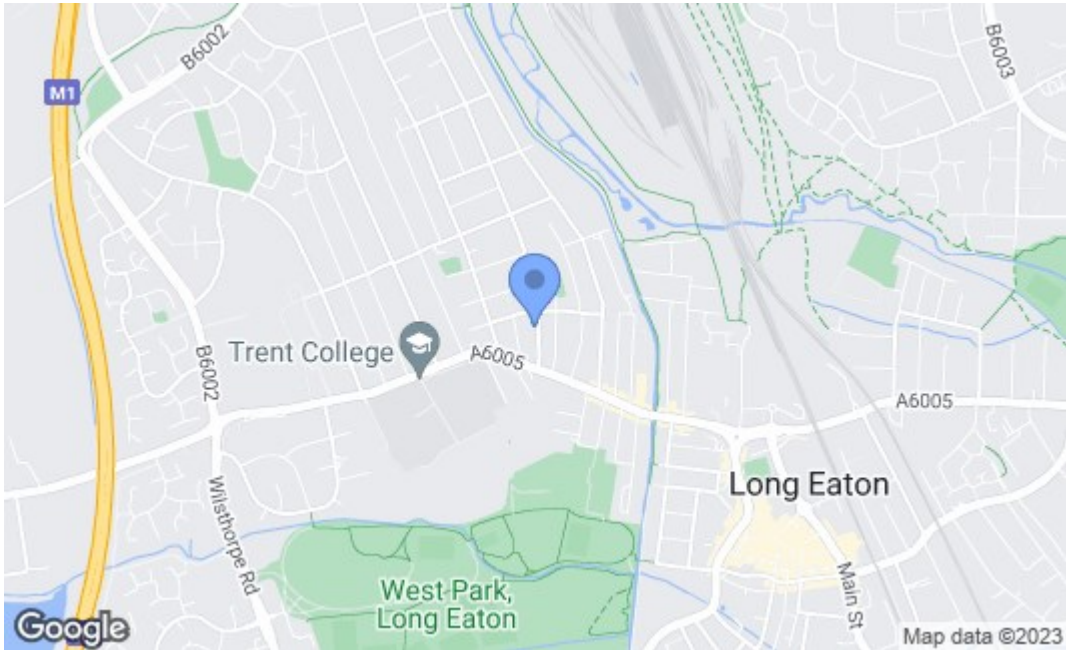 B6002
B6003
M1
Trent College
A6005
B6002
A6005
Long Eaton
Wilsthorpe Rd
West Park,
Long Eaton
Main St
Google
Map data ©2023